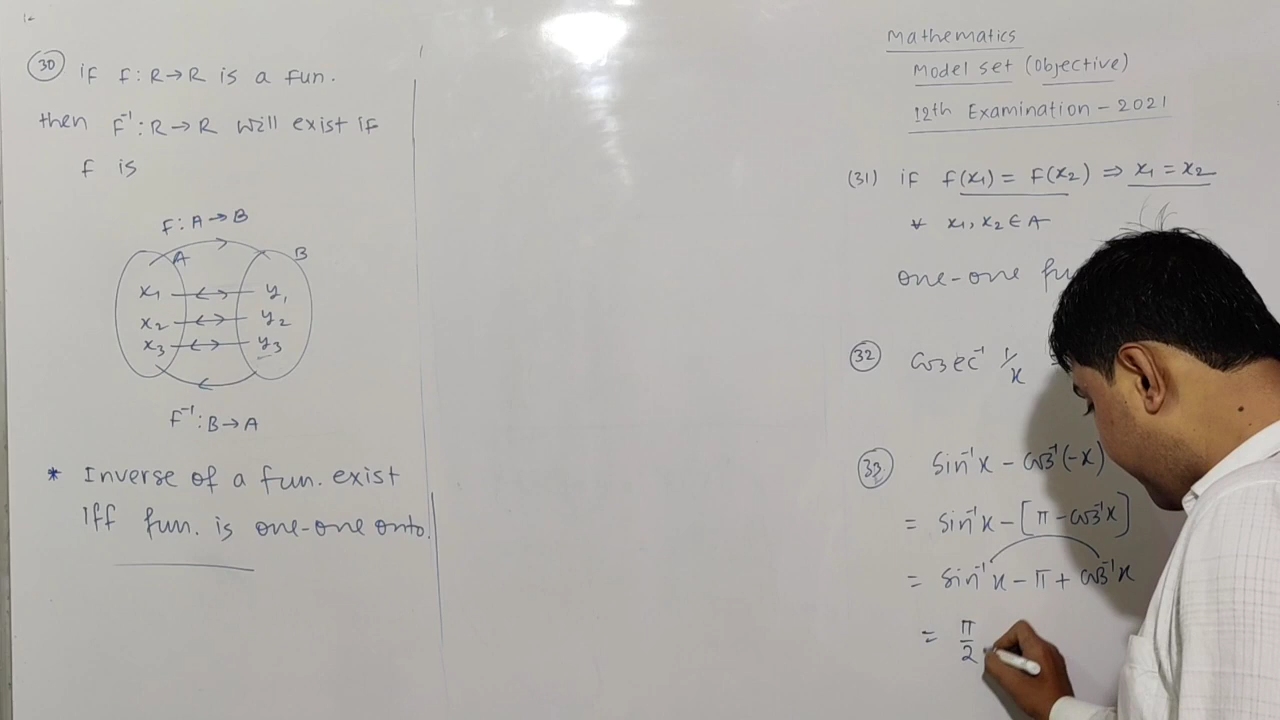 (30) if f : R→R is a fun.
then F⁻¹ : R→R will exist if
f is
F : A→B
A B
x₁ y₁
x₂ y₂
x₃ y₃
F⁻¹ : B→A
* Inverse of a fun. exist
Iff fun. is one-one onto.
Mathematics
Model set (Objective)
12th Examination - 2021
(31) if f(x₁) = F(x₂) ⇒ x₁ = x₂
∀ x₁, x₂ ∈ A
one-one
(32) cosec⁻¹ 1/x
(33) Sin⁻¹x - cos⁻¹(-x)
= Sin⁻¹x - [π - cos⁻¹x]
= Sin⁻¹x - π + cos⁻¹x
= π/2